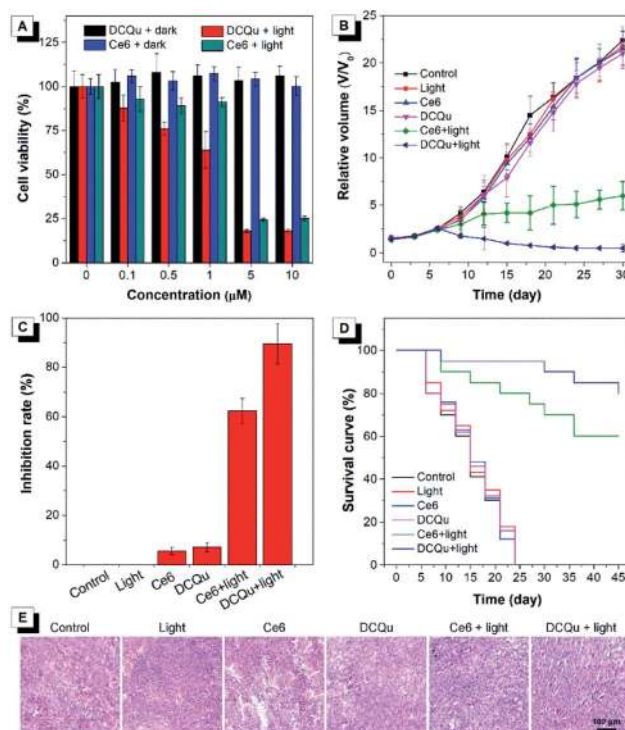 A
DCQu + dark
DCQu + light
Ce6 + dark
Ce6 + light
Cell viability (%)
150
125
100
75
50
25
0
0
0.1
0.5
1
5
10
Concentration (μM)
B
Control
Light
Ce6
DCQu
Ce6+light
DCQu+light
Relative volume (V/V₀)
25
20
15
10
5
0
0 3 6 9 12 15 18 21 24 27 30
Time (day)
C
Inhibition rate (%)
100
80
60
40
20
0
Control
Light
Ce6
DCQu
Ce6+light
DCQu+light
D
Survival curve (%)
120
100
80
60
40
20
0
Control
Light
Ce6
DCQu
Ce6+light
DCQu+light
0 5 10 15 20 25 30 35 40 45
Time (day)
E
Control
Light
Ce6
DCQu
Ce6 + light
DCQu + light
100 μm